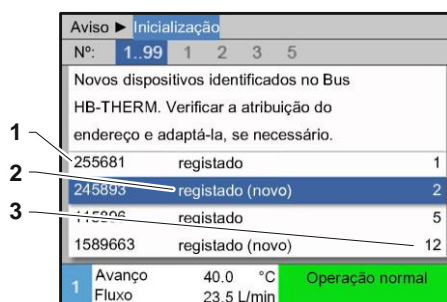 Aviso ► Inicialização
Nº: 1..99 1 2 3 5
Novos dispositivos identificados no Bus
HB-THERM. Verificar a atribuição do
endereço e adaptá-la, se necessário.
1
255681 registado 1
2
245893 registado (novo) 2
3
115896 registado 5
1589663 registado (novo) 12
1 Avanço 40.0 °C Operação normal
Fluxo 23.5 L/min